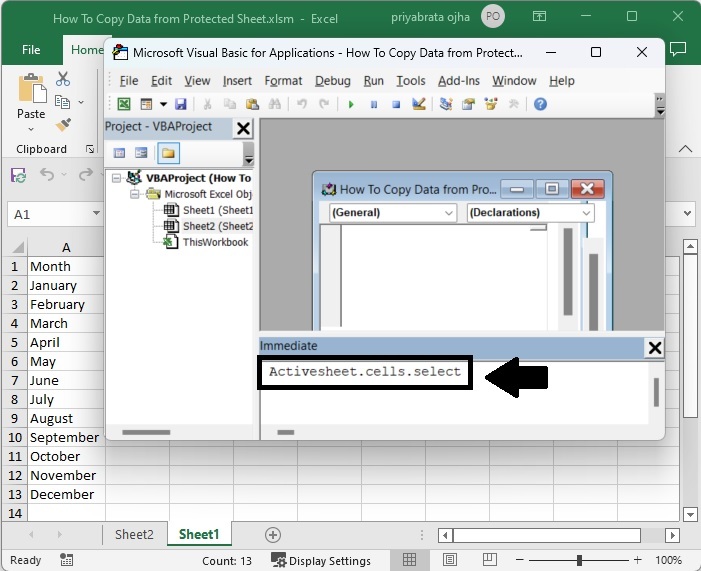 How To Copy Data from Protected Sheet.xlsm - Excel
priyabrata ojha
PO
File
Home
Microsoft Visual Basic for Applications - How To Copy Data from Protect...
File Edit View Insert Format Debug Run Tools Add-Ins Window Help
Paste
Clipboard
Project - VBAProject
VBAProject (How To
Microsoft Excel Obj
Sheet1 (Sheet1
Sheet2 (Sheet2
ThisWorkbook
How To Copy Data from Pro...
(General) (Declarations)
Immediate
Activesheet.cells.select
A1
A
1 Month
2 January
3 February
4 March
5 April
6 May
7 June
8 July
9 August
10 September
11 October
12 November
13 December
14
Sheet2 Sheet1
Ready Count: 13 Display Settings 100%